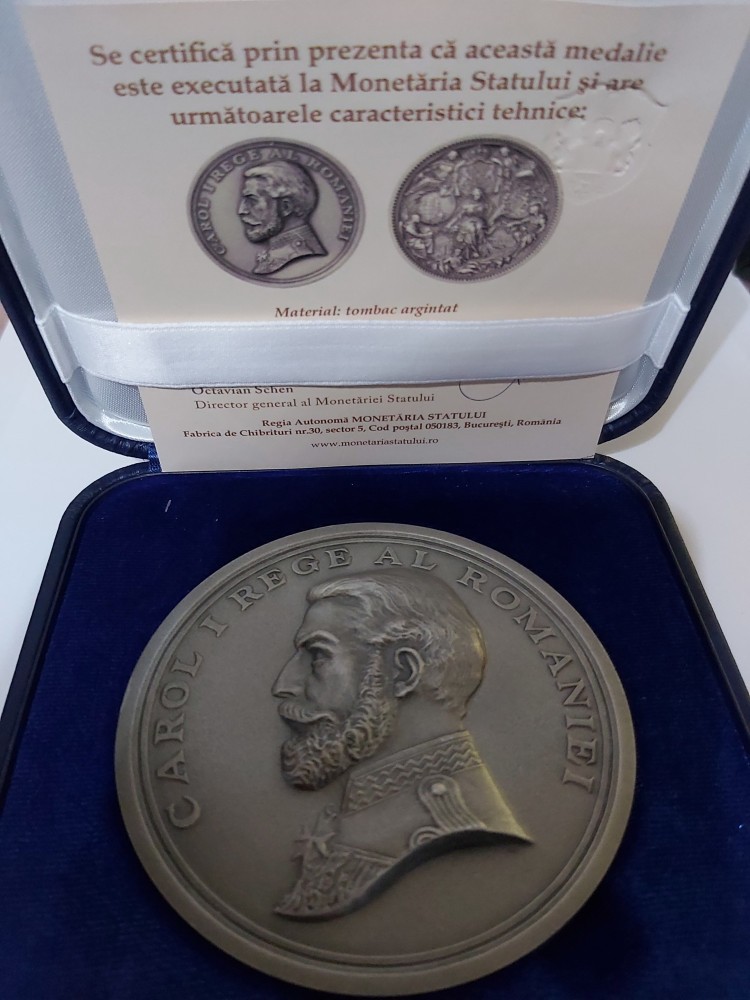 Se certifică prin prezenta că această medalie
este executată la Monetăria Statului și are
următoarele caracteristici tehnice:
CAROL I REGE AL ROMANIEI
Material: tombac argintat
Octavian Schen
Director general al Monetăriei Statului
Regia Autonomă MONETĂRIA STATULUI
Fabrica de Chibrituri nr.30, sector 5, Cod poștal 050183, București, România
www.monetariastatului.ro
CAROL I REGE AL ROMANIEI